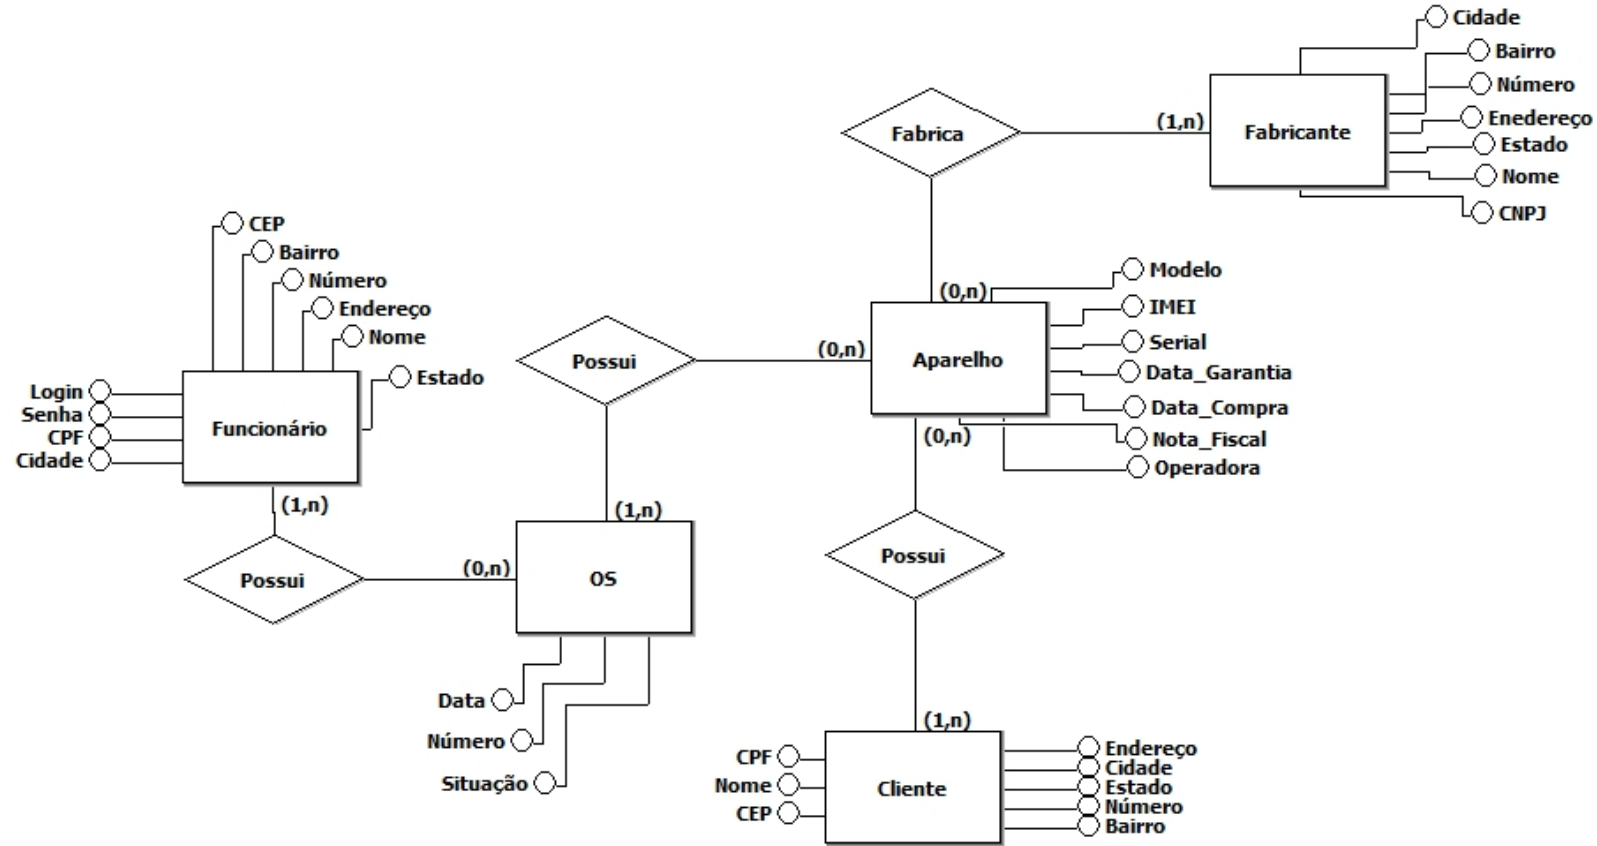 Cidade
Bairro
Número
Enedereço
Estado
Nome
CNPJ
Fabricante
(1,n)
Fabrica
(0,n)
Modelo
IMEI
Serial
Data_Garantia
Data_Compra
Nota_Fiscal
Operadora
Aparelho
(0,n)
Possui
(1,n)
CEP
Bairro
Número
Endereço
Nome
Estado
Login
Senha
CPF
Cidade
Funcionário
(1,n)
Possui
(0,n)
OS
Data
Número
Situação
(0,n)
Possui
(1,n)
CPF
Nome
CEP
Cliente
Endereço
Cidade
Estado
Número
Bairro